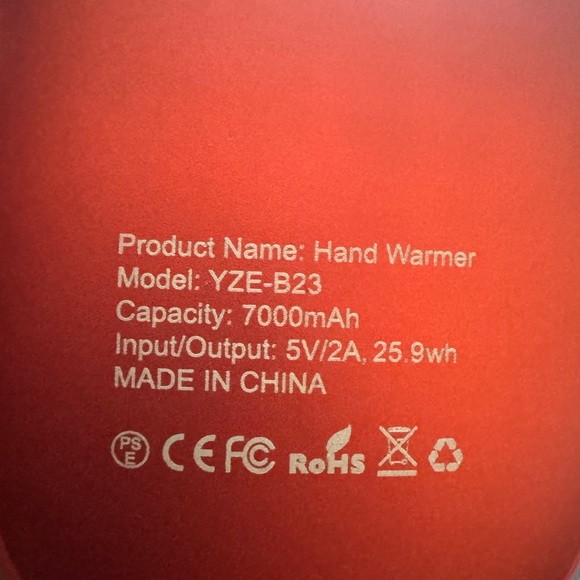 Product Name: Hand Warmer
Model: YZE-B23
Capacity: 7000mAh
Input/Output: 5V/2A, 25.9wh
MADE IN CHINA
PS E CE FC RoHS